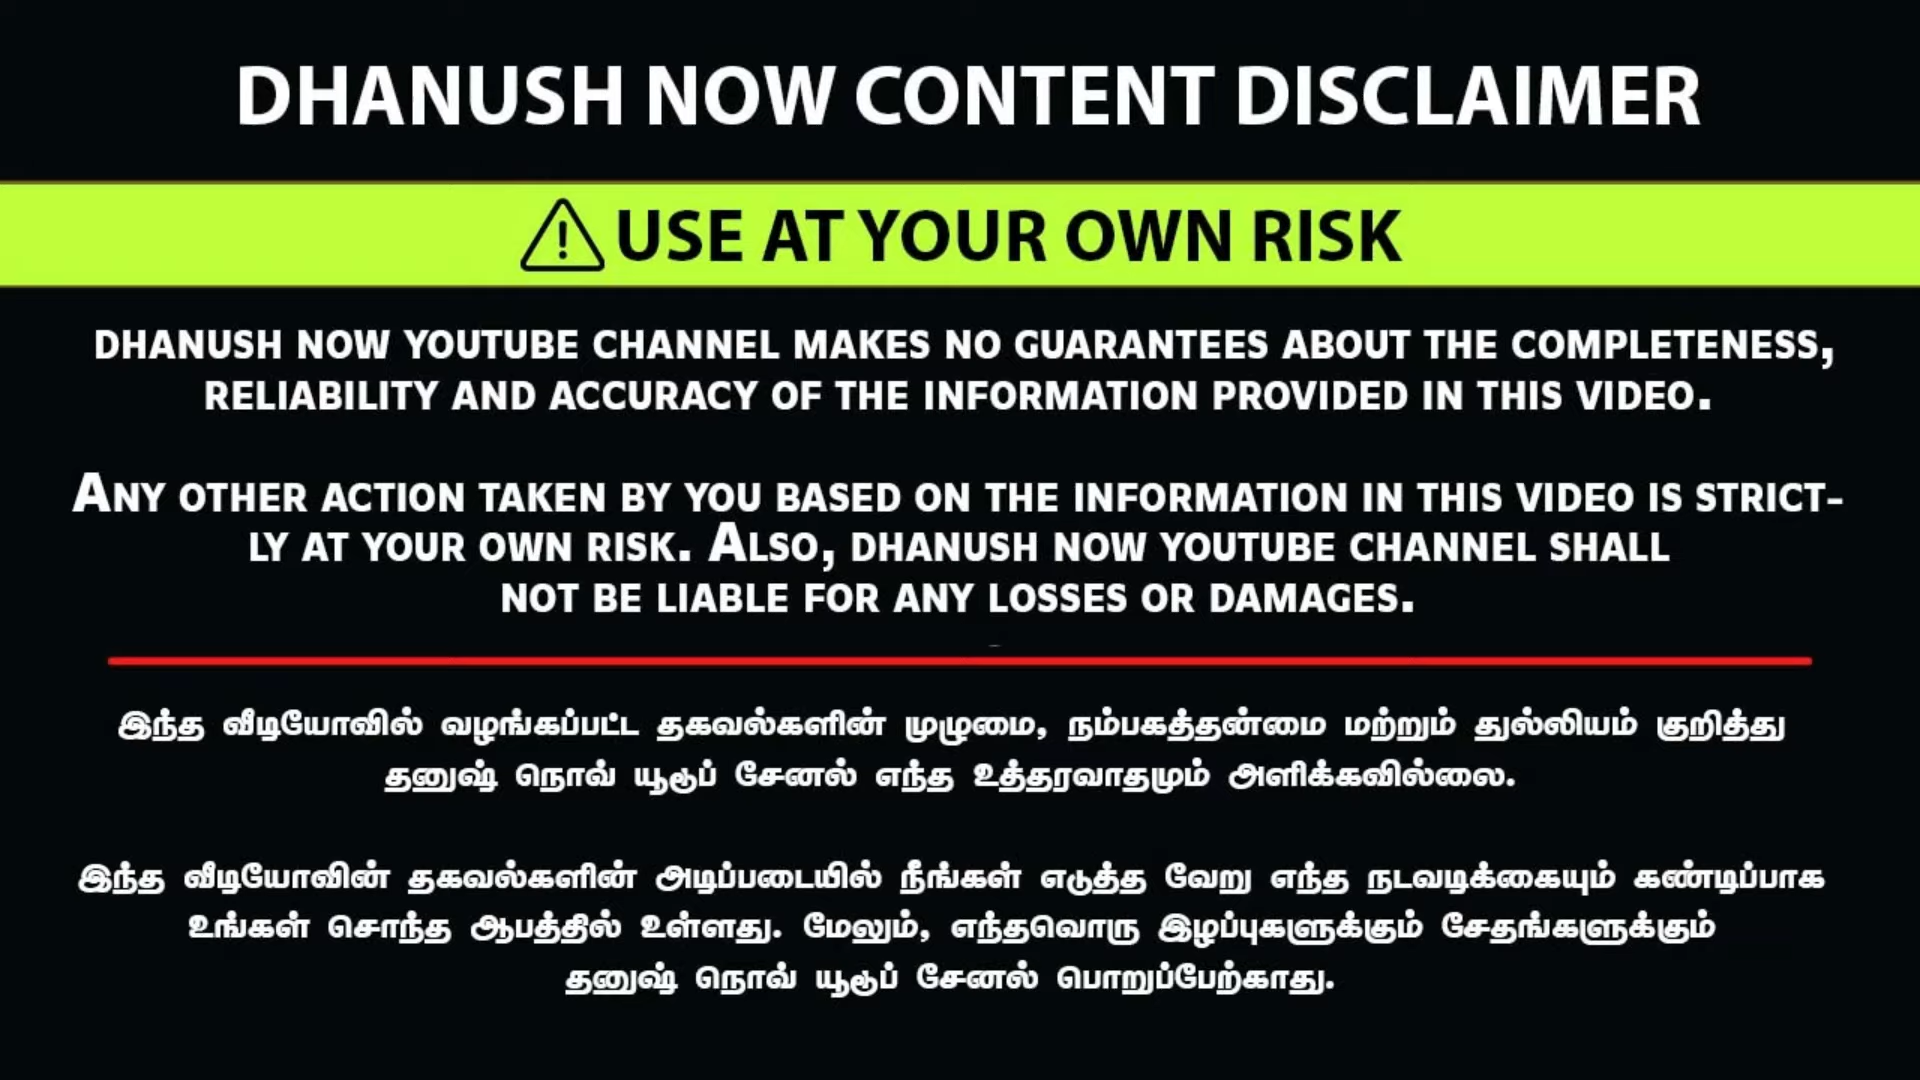 DHANUSH NOW CONTENT DISCLAIMER
USE AT YOUR OWN RISK
DHANUSH NOW YOUTUBE CHANNEL MAKES NO GUARANTEES ABOUT THE COMPLETENESS,
RELIABILITY AND ACCURACY OF THE INFORMATION PROVIDED IN THIS VIDEO.
ANY OTHER ACTION TAKEN BY YOU BASED ON THE INFORMATION IN THIS VIDEO IS STRICT-
LY AT YOUR OWN RISK. ALSO, DHANUSH NOW YOUTUBE CHANNEL SHALL
NOT BE LIABLE FOR ANY LOSSES OR DAMAGES.
இந்த வீடியோவில் வழங்கப்பட்ட தகவல்களின் முழுமை, நம்பகத்தன்மை மற்றும் துல்லியம் குறித்து
தனுஷ் நொவ் யூடூப் சேனல் எந்த உத்தரவாதமும் அளிக்கவில்லை.
இந்த வீடியோவின் தகவல்களின் அடிப்படையில் நீங்கள் எடுத்த வேறு எந்த நடவடிக்கையும் கண்டிப்பாக
உங்கள் சொந்த ஆபத்தில் உள்ளது. மேலும், எந்தவொரு இழப்புகளுக்கும் சேதங்களுக்கும்
தனுஷ் நொவ் யூடூப் சேனல் பொறுப்பேற்காது.